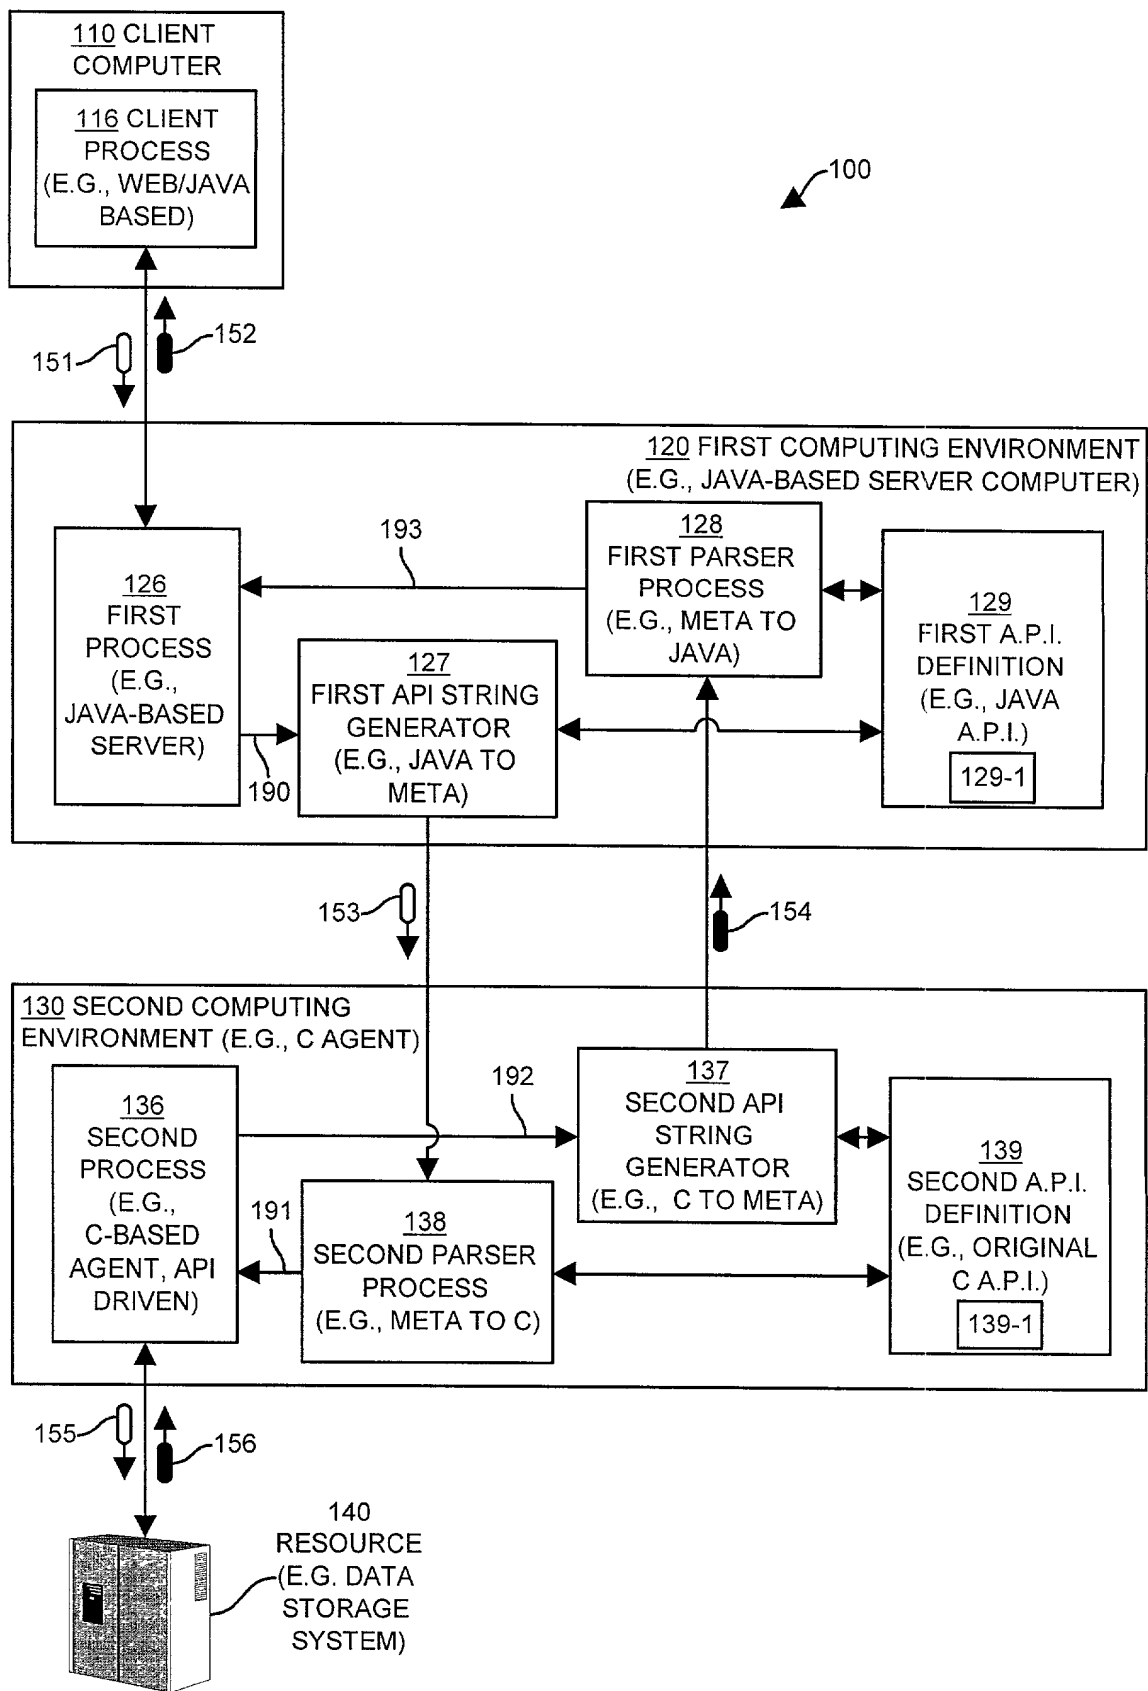 110 CLIENT
COMPUTER
116 CLIENT
PROCESS
(E.G., WEB/JAVA
BASED)
100
151
152
120 FIRST COMPUTING ENVIRONMENT
(E.G., JAVA-BASED SERVER COMPUTER)
126
FIRST
PROCESS
(E.G.,
JAVA-BASED
SERVER)
193
190
127
FIRST API STRING
GENERATOR
(E.G., JAVA TO
META)
128
FIRST PARSER
PROCESS
(E.G., META TO
JAVA)
129
FIRST A.P.I.
DEFINITION
(E.G., JAVA
A.P.I.)
129-1
153
154
130 SECOND COMPUTING
ENVIRONMENT (E.G., C AGENT)
136
SECOND
PROCESS
(E.G.,
C-BASED
AGENT, API
DRIVEN)
192
191
137
SECOND API
STRING
GENERATOR
(E.G., C TO META)
138
SECOND PARSER
PROCESS
(E.G., META TO C)
139
SECOND A.P.I.
DEFINITION
(E.G., ORIGINAL
C A.P.I.)
139-1
155
156
140
RESOURCE
(E.G. DATA
STORAGE
SYSTEM)